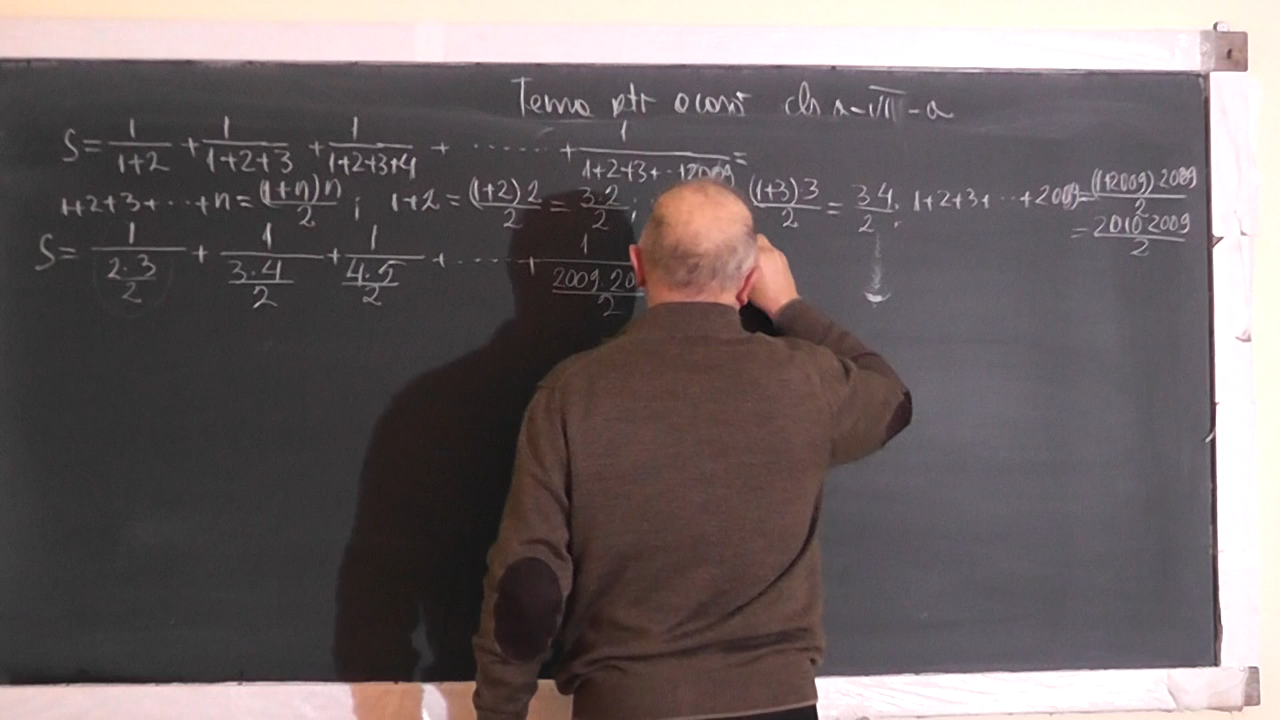 Tema ptr a cls a-VII-a
S = 1/(1+2) + 1/(1+2+3) + 1/(1+2+3+4) + ...... + 1/(1+2+3+..+2009) =
1+2+3+...+n = (1+n)n/2 ; 1+2 = (1+2)2/2 = 3·2/2 ; (1+3)3/2 = 3·4/2 ; 1+2+3+...+2009 = (1+2009)·2009/2
= 2010·2009/2
S = 1/(2·3/2) + 1/(3·4/2) + 1/(4·5/2) + ...... + 1/(2009·20/2)